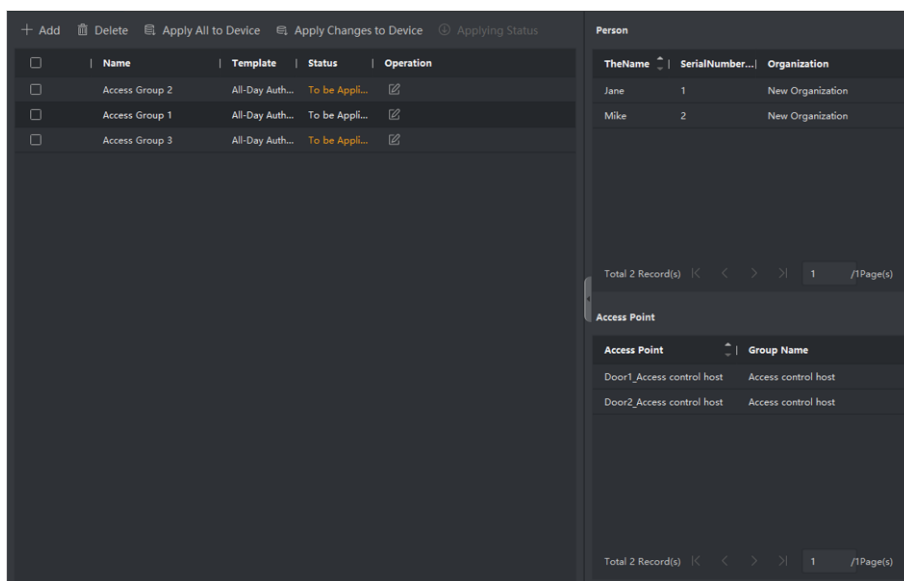 Add Delete Apply All to Device Apply Changes to Device Applying Status
Name Template Status Operation
Access Group 2 All-Day Auth... To be Appli...
Access Group 1 All-Day Auth... To be Appli...
Access Group 3 All-Day Auth... To be Appli...
Person
TheName SerialNumber... Organization
Jane 1 New Organization
Mike 2 New Organization
Total 2 Record(s) 1 /1Page(s)
Access Point
Access Point Group Name
Door1_Access control host Access control host
Door2_Access control host Access control host
Total 2 Record(s) 1 /1Page(s)